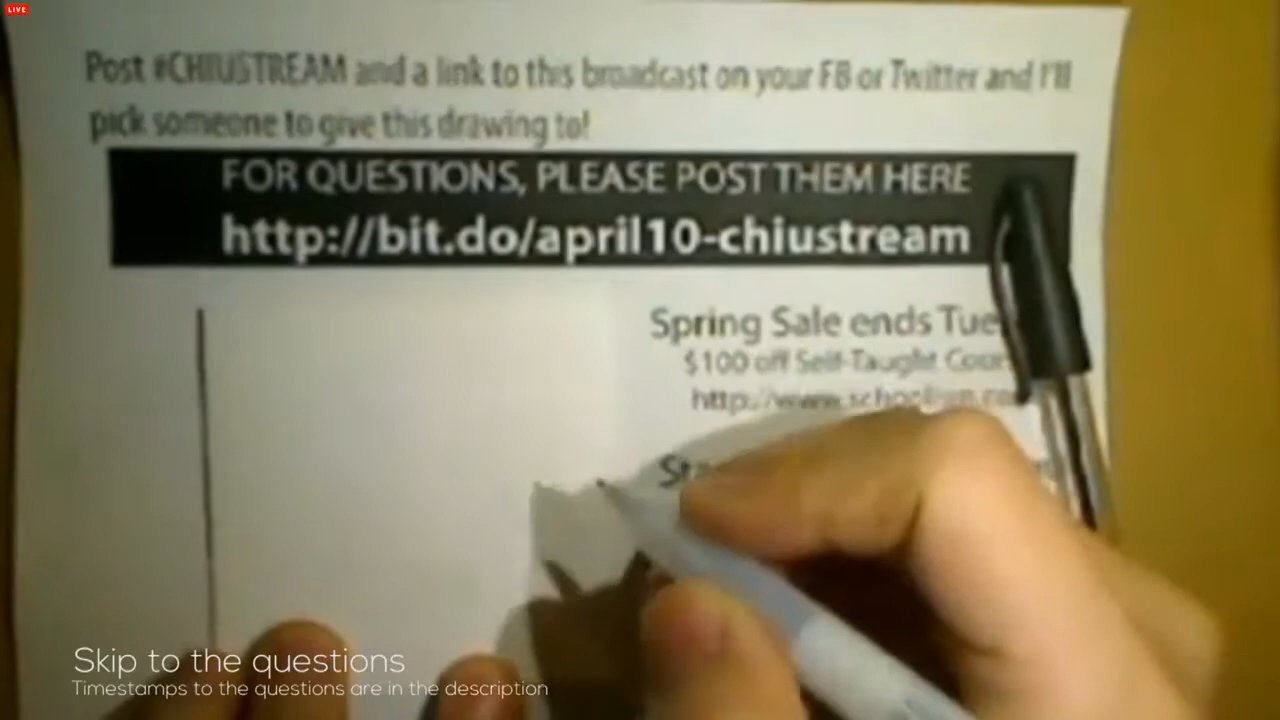 LIVE
Post #CHIUSTREAM and a link to this broadcast on your FB or Twitter and I'll
pick someone to give this drawing to!
FOR QUESTIONS, PLEASE POST THEM HERE
http://bit.do/april10-chiustream
Spring Sale ends Tue
$100 off Self-Taught
Skip to the questions
Timestamps to the questions are in the description